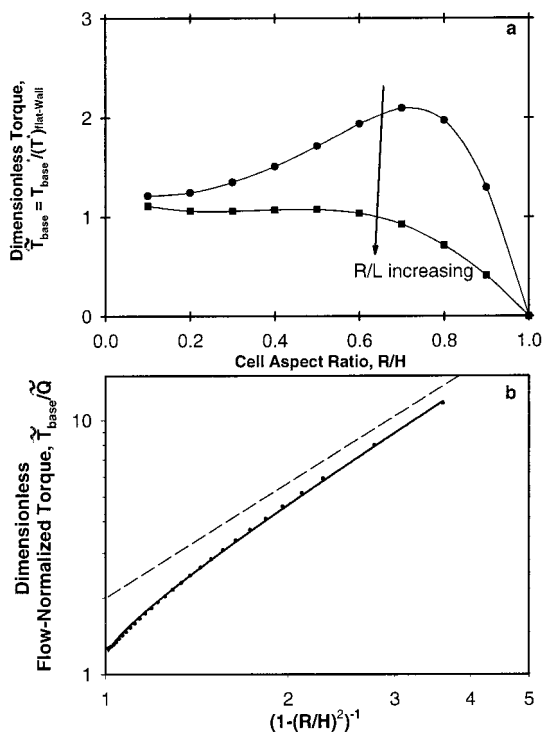 a
3
2
1
0
Dimensionless Torque,
T̃base = T*base/(T*)flat-Wall
R/L increasing
0.0 0.2 0.4 0.6 0.8 1.0
Cell Aspect Ratio, R/H
b
10
1
Dimensionless
Flow-Normalized Torque, T̃base/Q̃
1 2 3 4 5
(1-(R/H)²)⁻¹